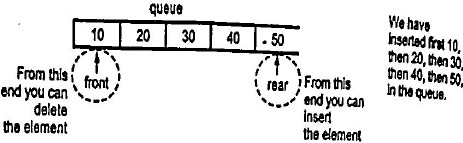 queue
10 20 30 40 - 50
From this
end you can
delete
the element
front
rear
From this
end you can
insert
the element
We have
inserted first 10,
then 20, then 30,
then 40, then 50,
in the queue.